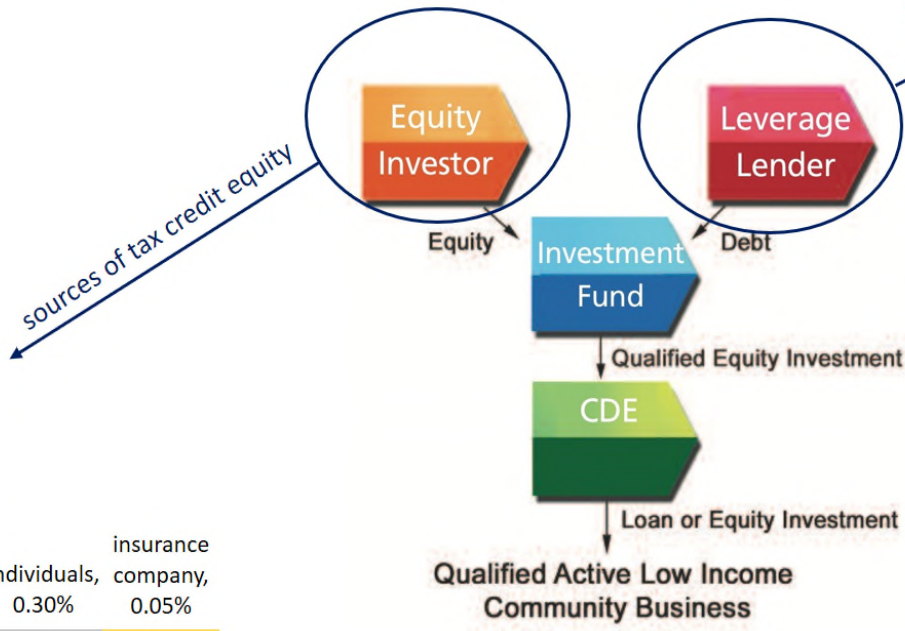 Equity
Investor
Leverage
Lender
sources of tax credit equity
Equity
Debt
Investment
Fund
Qualified Equity Investment
CDE
Loan or Equity Investment
Qualified Active Low Income
Community Business
ndividuals,
0.30%
insurance
company,
0.05%